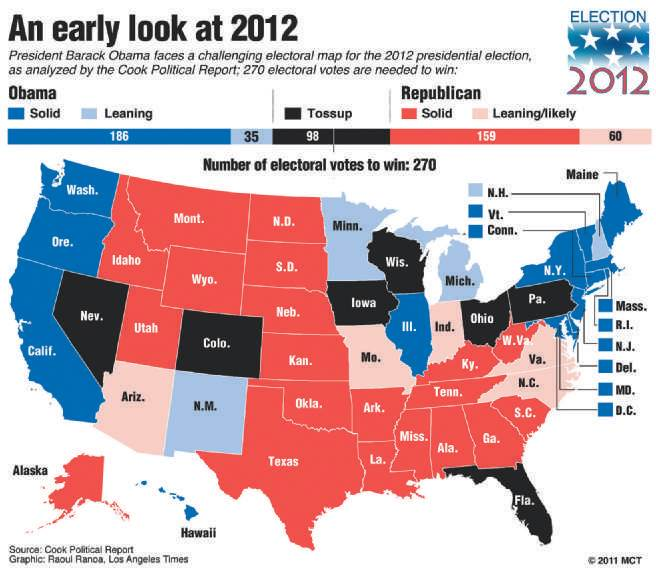 An early look at 2012
ELECTION
2012
President Barack Obama faces a challenging electoral map for the 2012 presidential election,
as analyzed by the Cook Political Report; 270 electoral votes are needed to win:
Obama
Republican
Solid
Leaning
Tossup
Solid
Leaning/likely
186
35
98
159
60
Number of electoral votes to win: 270
Maine
Wash.
N.H.
Mont.
N.D.
Minn.
Vt.
Conn.
Ore.
Idaho
Wis.
S.D.
N.Y.
Wyo.
Mich.
Iowa
Pa.
Mass.
Neb.
Nev.
Ohio
Ill.
Ind.
R.I.
Utah
Colo.
W.Va.
N.J.
Calif.
Kan.
Mo.
Va.
Ky.
Del.
N.C.
MD.
Ariz.
N.M.
Okla.
Ark.
Tenn.
S.C.
D.C.
Miss.
Ala.
Ga.
Texas
La.
Alaska
Fla.
Hawaii
Source: Cook Political Report
Graphic: Raoul Ranoa, Los Angeles Times
© 2011 MCT